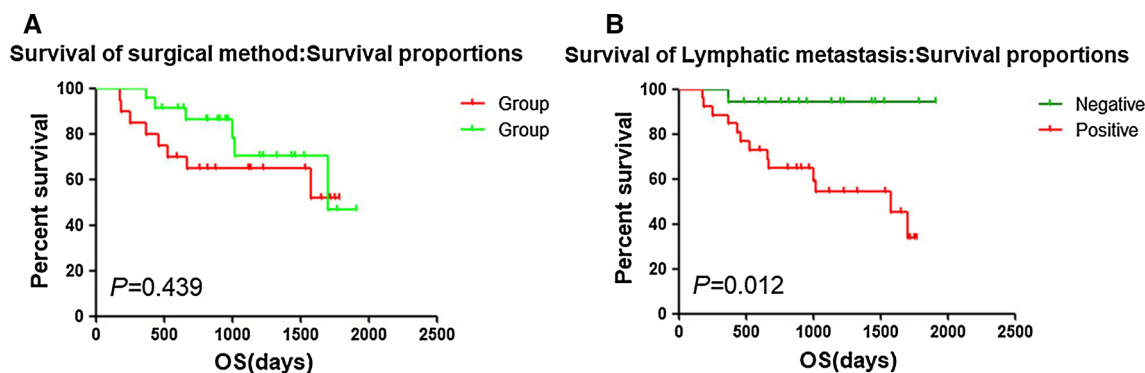 A
Survival of surgical method:Survival proportions
Percent survival
100
80
60
40
20
0
P=0.439
0 500 1000 1500 2000 2500
OS(days)
Group
Group
B
Survival of Lymphatic metastasis:Survival proportions
Percent survival
100
80
60
40
20
0
P=0.012
0 500 1000 1500 2000 2500
OS(days)
Negative
Positive